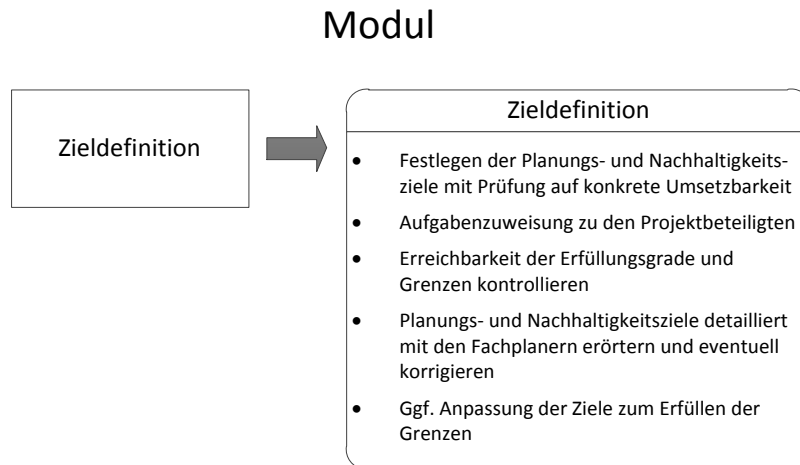 Modul
Zieldefinition
Zieldefinition
• Festlegen der Planungs- und Nachhaltigkeits-
ziele mit Prüfung auf konkrete Umsetzbarkeit
• Aufgabenzuweisung zu den Projektbeteiligten
• Erreichbarkeit der Erfüllungsgrade und
Grenzen kontrollieren
• Planungs- und Nachhaltigkeitsziele detailliert
mit den Fachplanern erörtern und eventuell
korrigieren
• Ggf. Anpassung der Ziele zum Erfüllen der
Grenzen